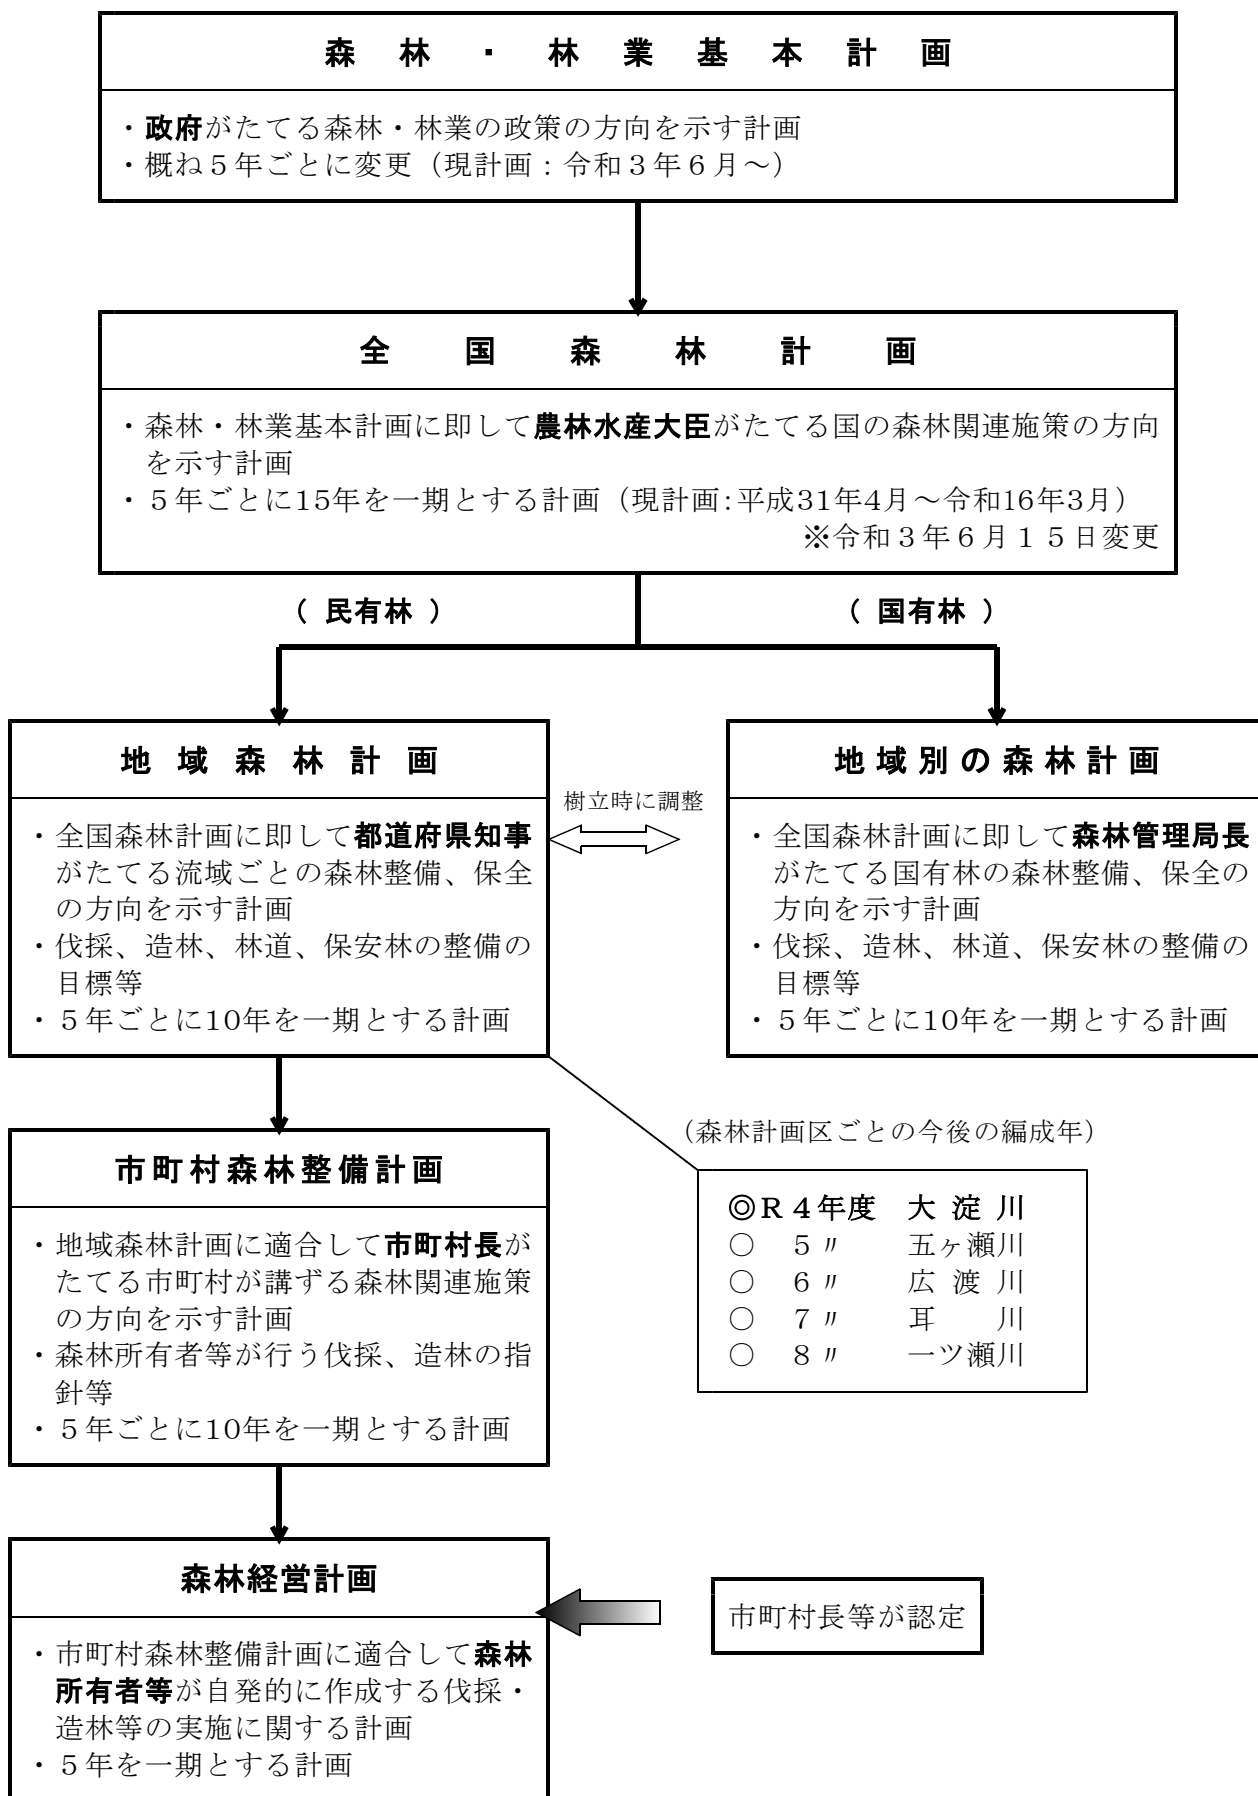 森林・林業基本計画
・政府がたてる森林・林業の政策の方向を示す計画
・概ね５年ごとに変更（現計画：令和３年６月～）
全国森林計画
・森林・林業基本計画に即して農林水産大臣がたてる国の森林関連施策の方向
を示す計画
・５年ごとに15年を一期とする計画（現計画:平成31年4月～令和16年3月）
※令和３年６月１５日変更
（ 民有林 ）
（ 国有林 ）
地域森林計画
・全国森林計画に即して都道府県知事
がたてる流域ごとの森林整備、保全
の方向を示す計画
・伐採、造林、林道、保安林の整備の
目標等
・５年ごとに10年を一期とする計画
樹立時に調整
地域別の森林計画
・全国森林計画に即して森林管理局長
がたてる国有林の森林整備、保全の
方向を示す計画
・伐採、造林、林道、保安林の整備の
目標等
・５年ごとに10年を一期とする計画
（森林計画区ごとの今後の編成年）
◎Ｒ４年度　大 淀 川
○　５〃　五ヶ瀬川
○　６〃　広 渡 川
○　７〃　耳　　川
○　８〃　一ツ瀬川
市町村森林整備計画
・地域森林計画に適合して市町村長が
たてる市町村が講ずる森林関連施策
の方向を示す計画
・森林所有者等が行う伐採、造林の指
針等
・５年ごとに10年を一期とする計画
森林経営計画
・市町村森林整備計画に適合して森林
所有者等が自発的に作成する伐採・
造林等の実施に関する計画
・５年を一期とする計画
市町村長等が認定